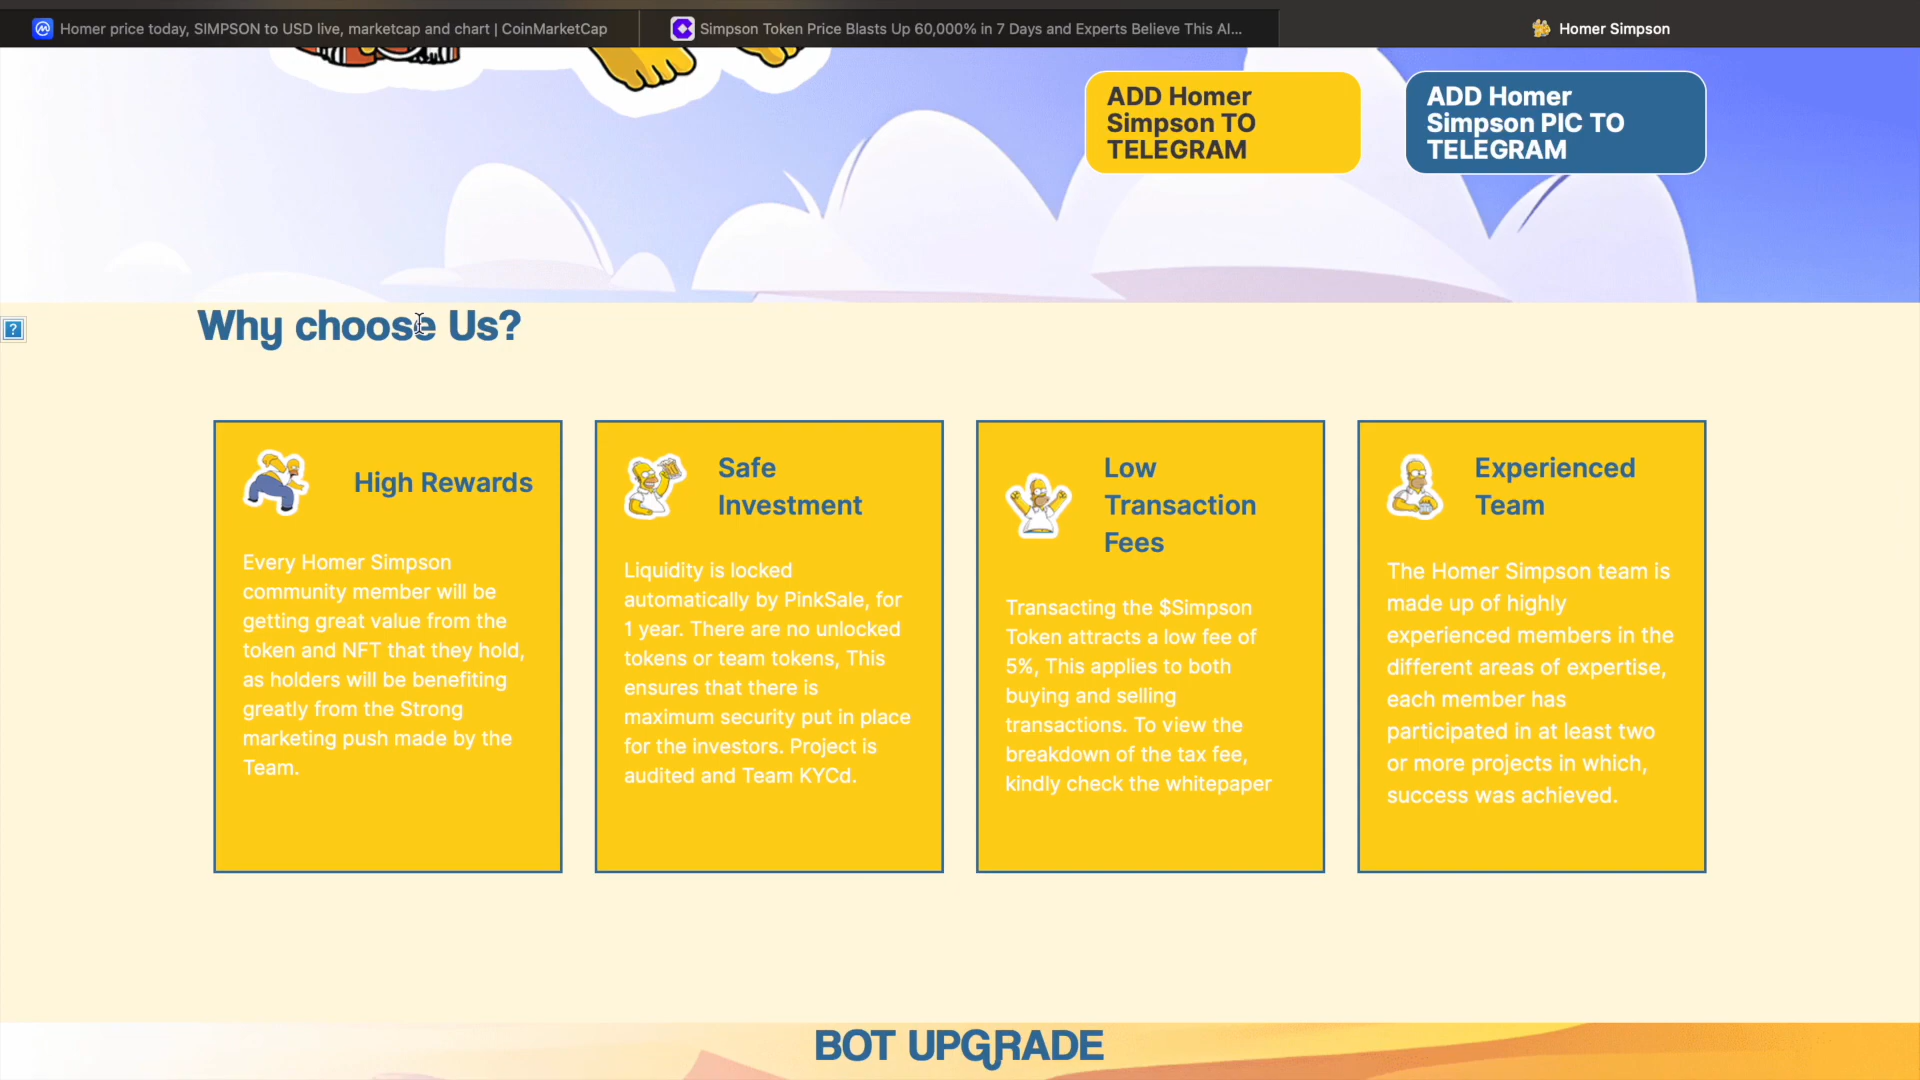 Homer price today, SIMPSON to USD live, marketcap and chart | CoinMarketCap
Simpson Token Price Blasts Up 60,000% in 7 Days and Experts Believe This AI...
Homer Simpson
ADD Homer
Simpson TO
TELEGRAM
ADD Homer
Simpson PIC TO
TELEGRAM
Why choose Us?
High Rewards
Every Homer Simpson
community member will be
getting great value from the
token and NFT that they hold,
as holders will be benefiting
greatly from the Strong
marketing push made by the
Team.
Safe
Investment
Liquidity is locked
automatically by PinkSale, for
1 year. There are no unlocked
tokens or team tokens, This
ensures that there is
maximum security put in place
for the investors. Project is
audited and Team KYCd.
Low
Transaction
Fees
Transacting the $Simpson
Token attracts a low fee of
5%, This applies to both
buying and selling
transactions. To view the
breakdown of the tax fee,
kindly check the whitepaper
Experienced
Team
The Homer Simpson team is
made up of highly
experienced members in the
different areas of expertise,
each member has
participated in at least two
or more projects in which,
success was achieved.
BOT UPGRADE